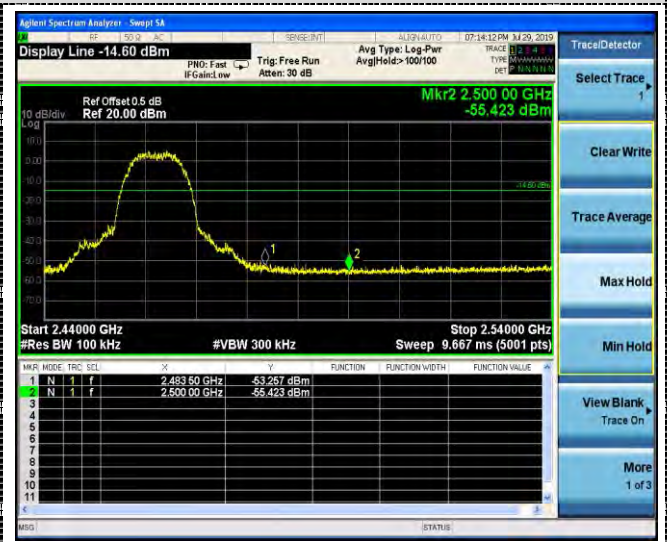 Agilent Spectrum Analyzer - Swept SA
RF 50 Ω AC SENSE:INT ALIGN AUTO 07:14:12 PM Jul 29, 2019
Display Line -14.60 dBm
PNO: Fast
IFGain:Low
Trig: Free Run
Atten: 30 dB
Avg Type: Log-Pwr
Avg|Hold:> 100/100
TRACE 1 2 3 4 5 6
TYPE M
DET P N N N N N
Ref Offset 0.5 dB
10 dB/div Ref 20.00 dBm
Log
Mkr2 2.500 00 GHz
-55.423 dBm
10.0
0.00
-10.0
-14.60 dBm
-20.0
-30.0
-40.0
-50.0
-60.0
-70.0
1
2
Start 2.44000 GHz Stop 2.54000 GHz
#Res BW 100 kHz #VBW 300 kHz Sweep 9.667 ms (5001 pts)
MKR MODE TRC SCL X Y FUNCTION FUNCTION WIDTH FUNCTION VALUE
1 N 1 f 2.483 50 GHz -53.257 dBm
2 N 1 f 2.500 00 GHz -55.423 dBm
3
4
5
6
7
8
9
10
11
MSG STATUS
Trace/Detector
Select Trace
1
Clear Write
Trace Average
Max Hold
Min Hold
View Blank
Trace On
More
1 of 3